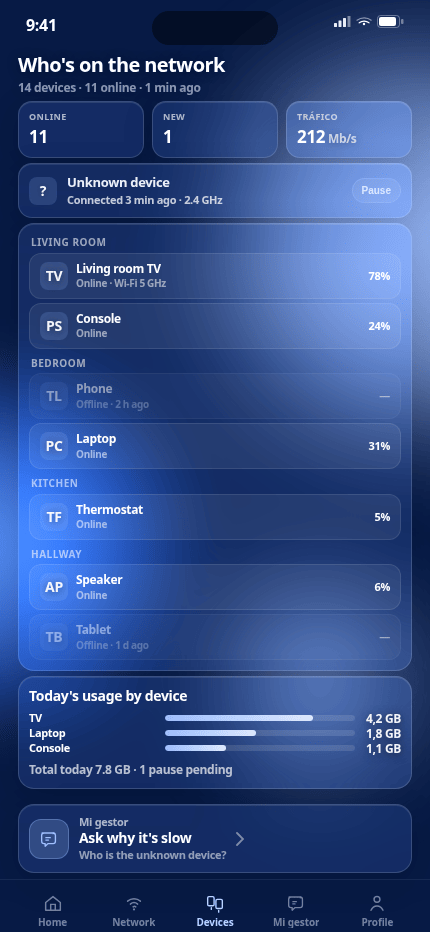 9:41
Who's on the network
14 devices · 11 online · 1 min ago
ONLINE
11
NEW
1
TRÁFICO
212 Mb/s
?
Unknown device
Connected 3 min ago · 2.4 GHz
Pause
LIVING ROOM
TV
Living room TV
Online · Wi-Fi 5 GHz
78%
PS
Console
Online
24%
BEDROOM
TL
Phone
Offline · 2 h ago
—
PC
Laptop
Online
31%
KITCHEN
TF
Thermostat
Online
5%
HALLWAY
AP
Speaker
Online
6%
TB
Tablet
Offline · 1 d ago
—
Today's usage by device
TV 4,2 GB
Laptop 1,8 GB
Console 1,1 GB
Total today 7.8 GB · 1 pause pending
Mi gestor
Ask why it's slow
Who is the unknown device?
Home
Network
Devices
Mi gestor
Profile